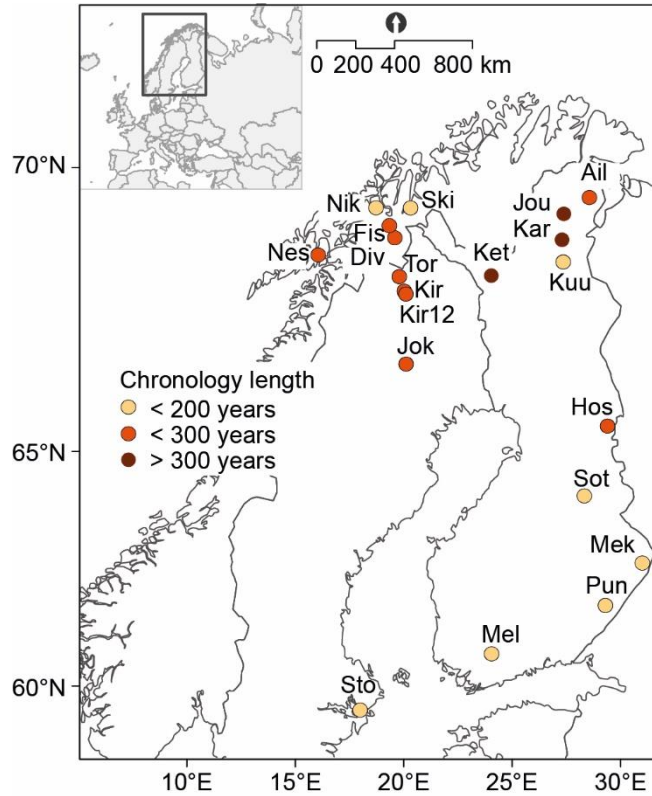 0 200 400 800 km
70°N
Ail
Nik
Ski
Jou
Fis
Kar
Nes
Div
Tor
Ket
Kir
Kuu
Kir12
Jok
Chronology length
< 200 years
< 300 years
> 300 years
Hos
65°N
Sot
Mek
Pun
Mel
Sto
60°N
10°E 15°E 20°E 25°E 30°E